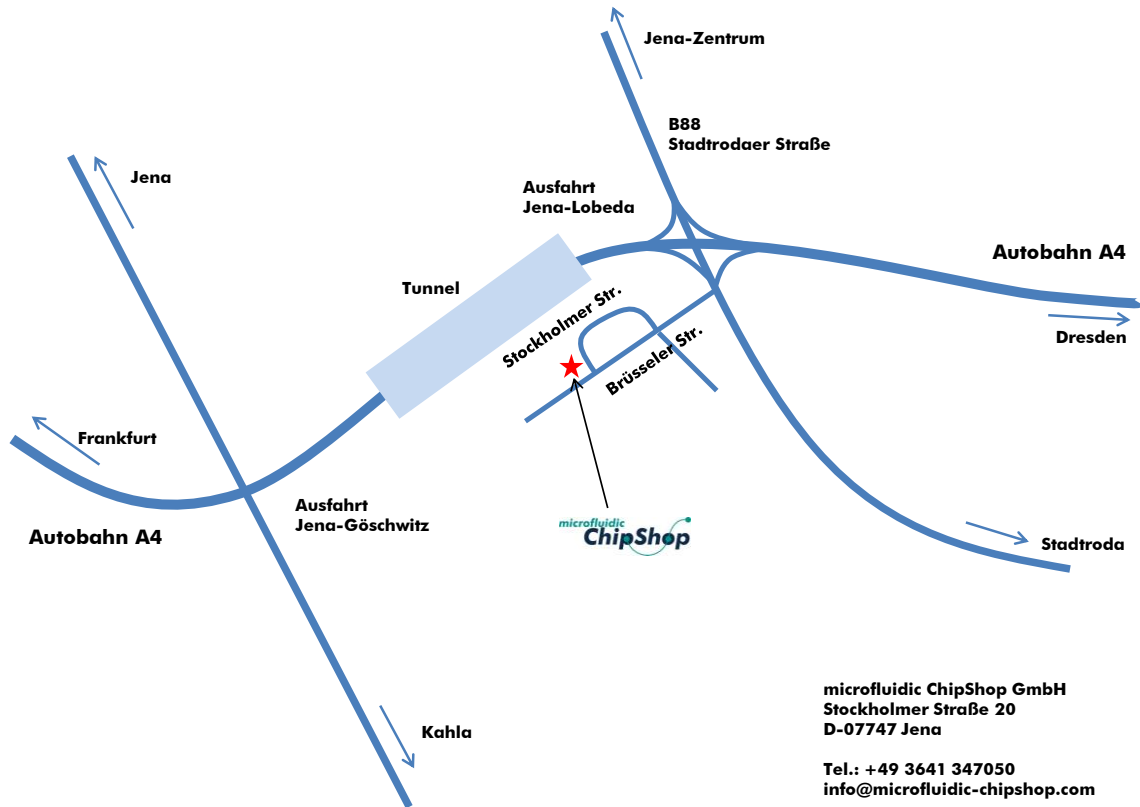 Jena-Zentrum
B88
Stadtrodaer Straße
Jena
Ausfahrt
Jena-Lobeda
Autobahn A4
Tunnel
Stockholmer Str.
Brüsseler Str.
Dresden
Frankfurt
Ausfahrt
Jena-Göschwitz
Autobahn A4
microfluidic
ChipShop
Stadtroda
Kahla
microfluidic ChipShop GmbH
Stockholmer Straße 20
D-07747 Jena
Tel.: +49 3641 347050
info@microfluidic-chipshop.com